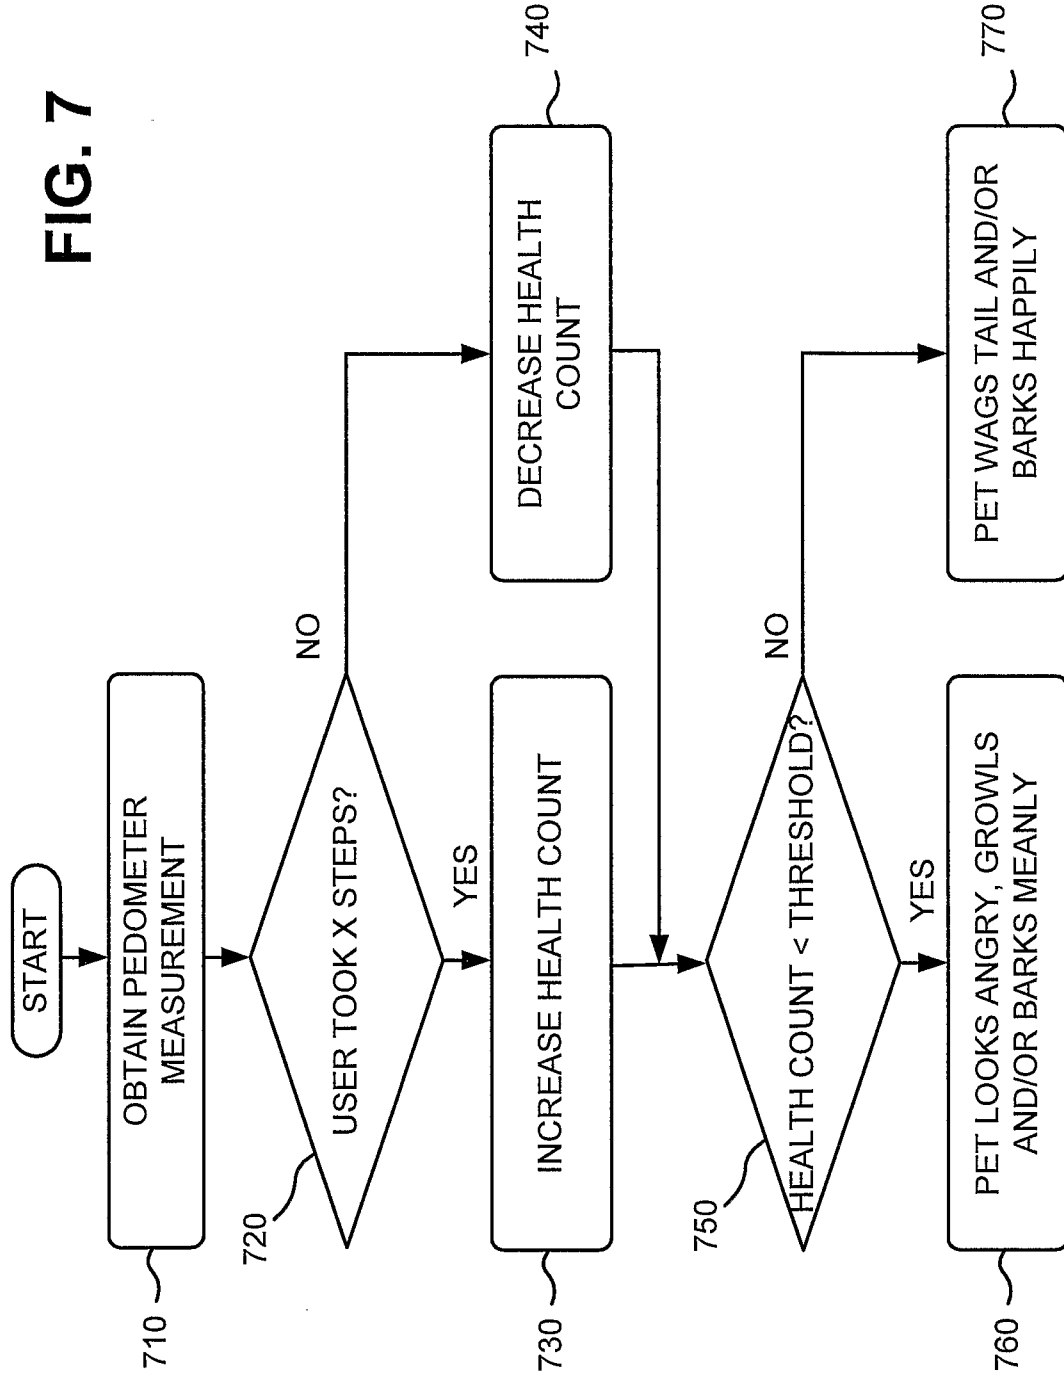 FIG. 7
START
710
OBTAIN PEDOMETER
MEASUREMENT
720
USER TOOK X STEPS?
NO
YES
730
INCREASE HEALTH COUNT
DECREASE HEALTH
COUNT
740
750
HEALTH COUNT < THRESHOLD?
NO
YES
760
PET LOOKS ANGRY, GROWLS
AND/OR BARKS MEANLY
PET WAGS TAIL AND/OR
BARKS HAPPILY
770